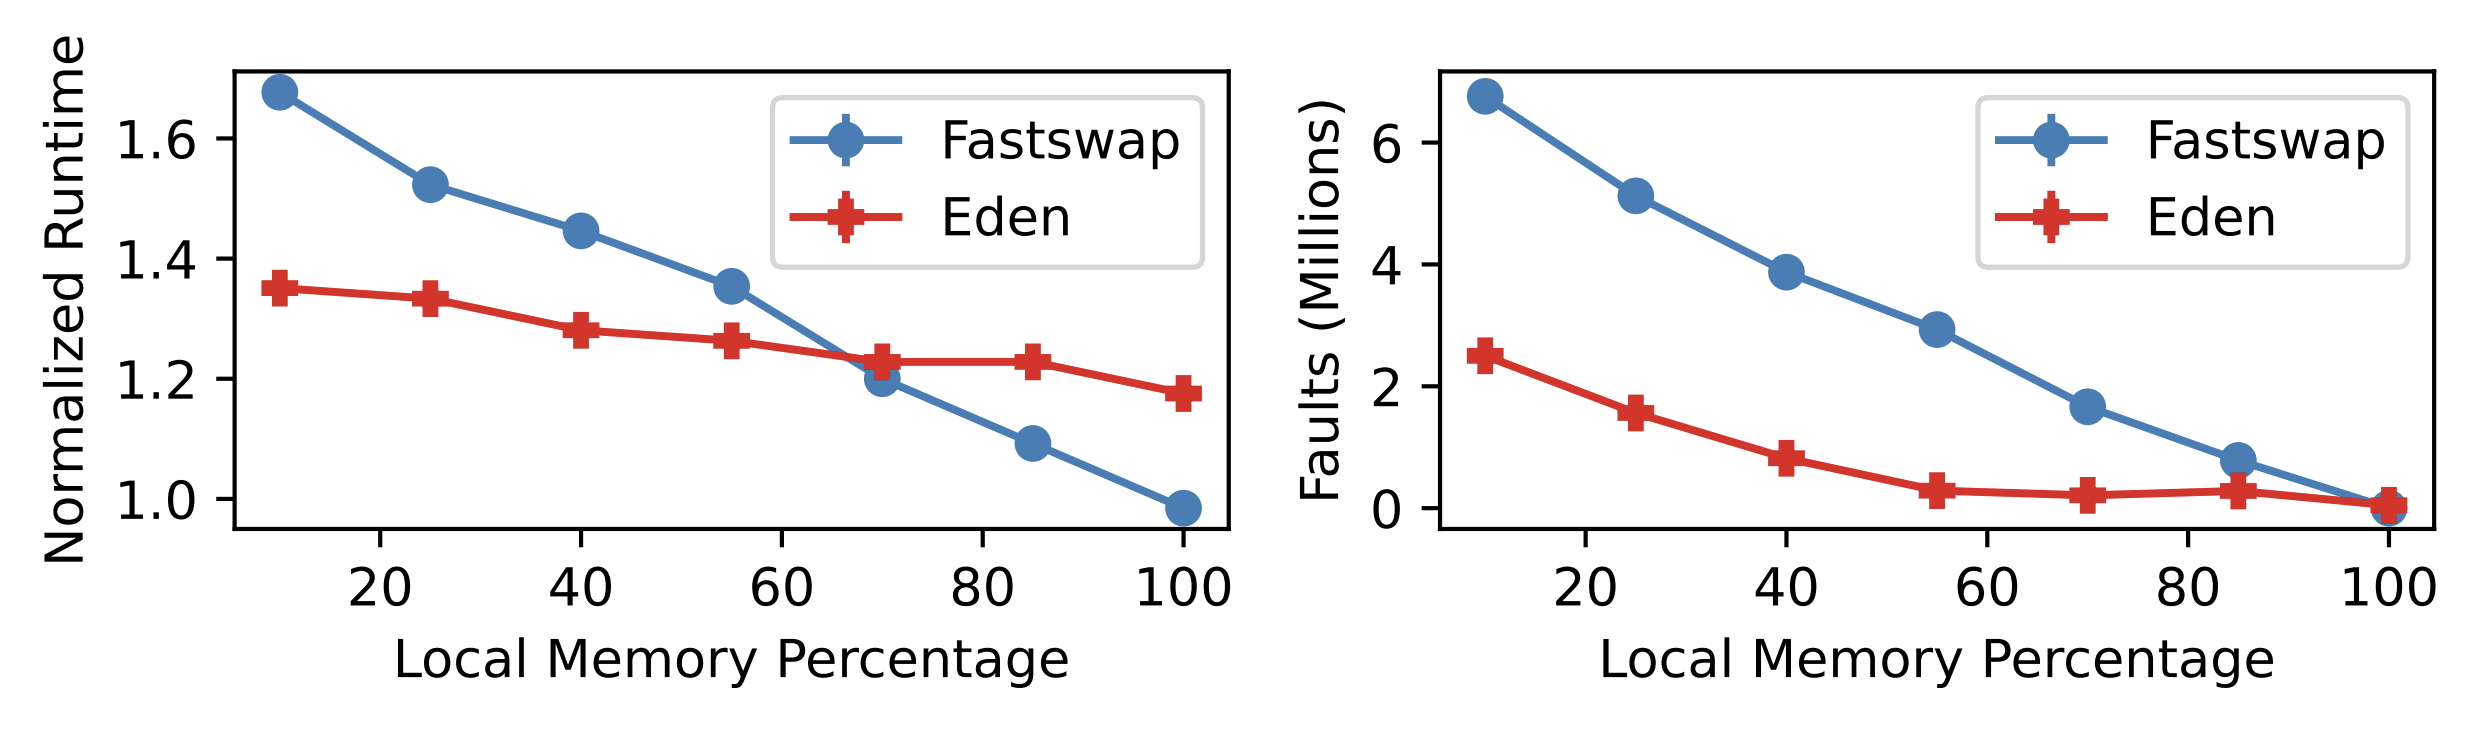 Normalized Runtime
1.6
1.4
1.2
1.0
20 40 60 80 100
Local Memory Percentage
Fastswap
Eden
Faults (Millions)
6
4
2
0
20 40 60 80 100
Local Memory Percentage
Fastswap
Eden